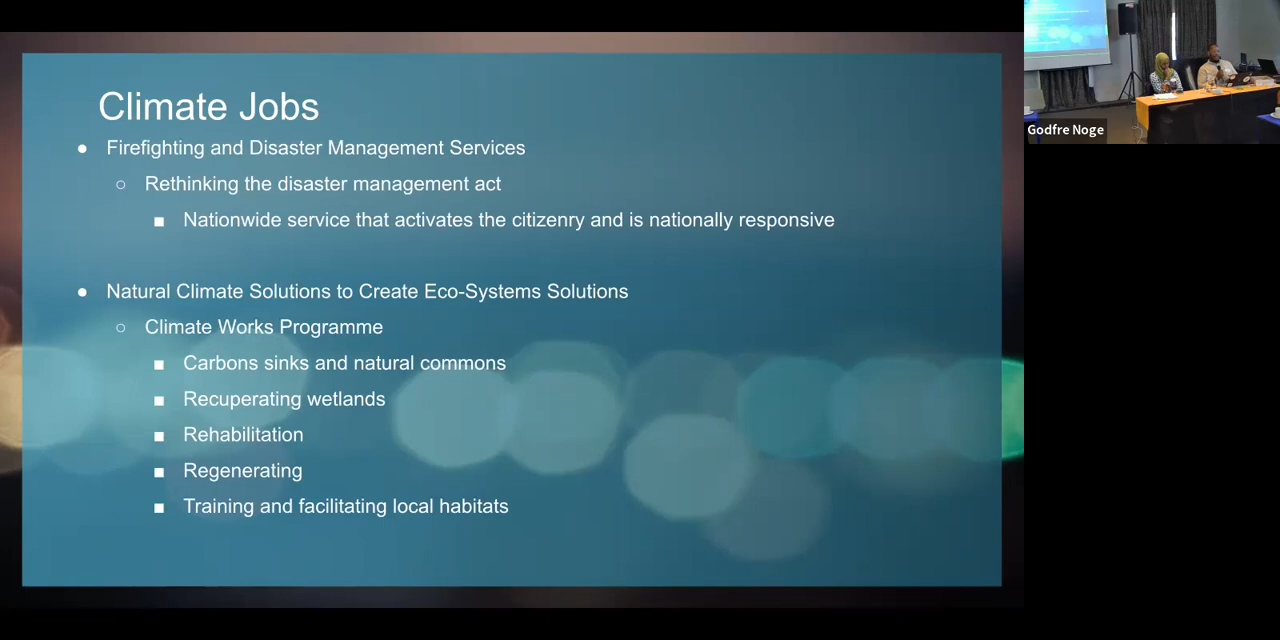 Climate Jobs
● Firefighting and Disaster Management Services
○ Rethinking the disaster management act
■ Nationwide service that activates the citizenry and is nationally responsive
● Natural Climate Solutions to Create Eco-Systems Solutions
○ Climate Works Programme
■ Carbons sinks and natural commons
■ Recuperating wetlands
■ Rehabilitation
■ Regenerating
■ Training and facilitating local habitats
Godfre Noge